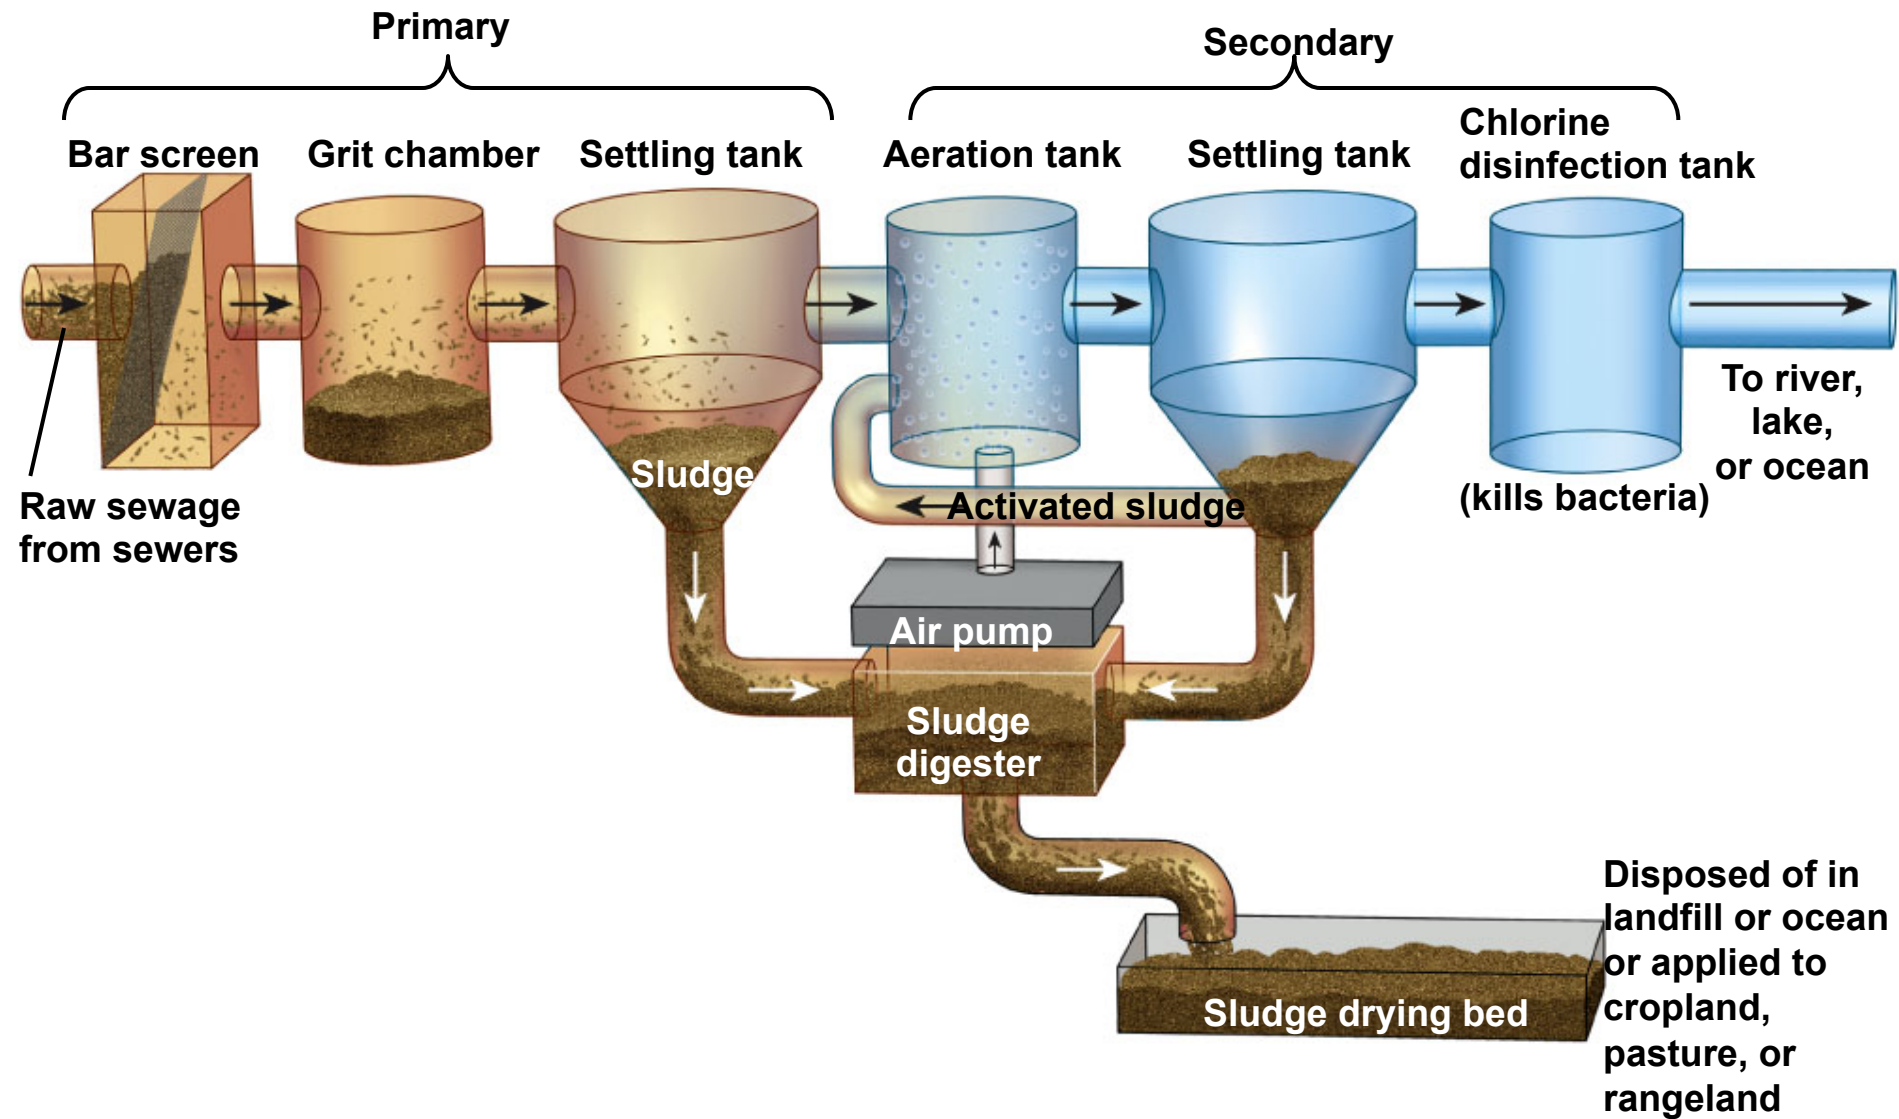 Primary
Secondary
Bar screen
Grit chamber
Settling tank
Aeration tank
Settling tank
Chlorine
disinfection tank
Raw sewage
from sewers
Sludge
Activated sludge
(kills bacteria)
To river,
lake,
or ocean
Air pump
Sludge
digester
Sludge drying bed
Disposed of in
landfill or ocean
or applied to
cropland,
pasture, or
rangeland